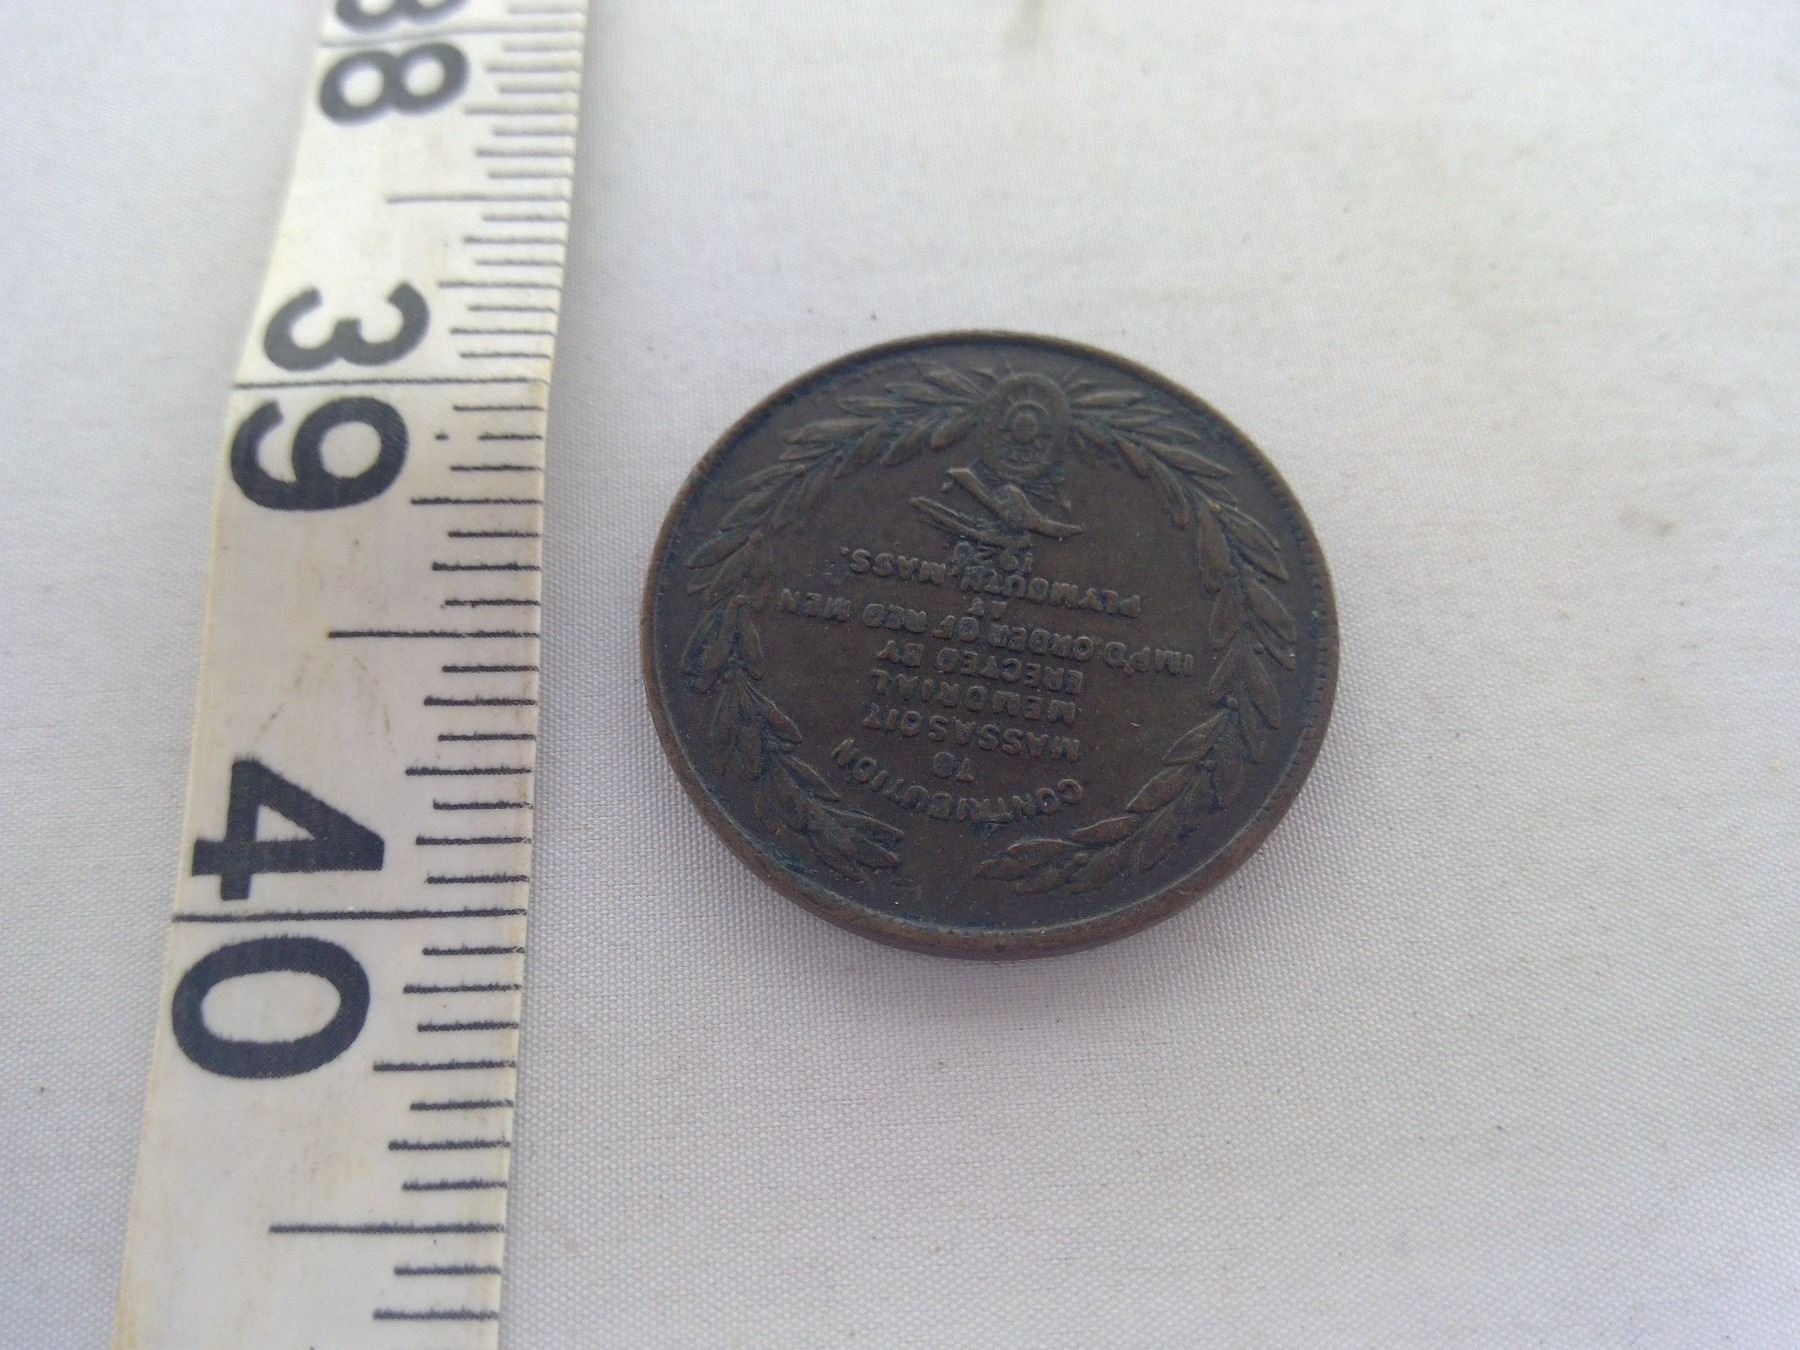 38
39
40
CONTRIBUTION
TO
MASSASOIT
MEMORIAL
ERECTED BY
IMP'D. ORDER OF RED MEN
AT
PLYMOUTH, MASS.
1920